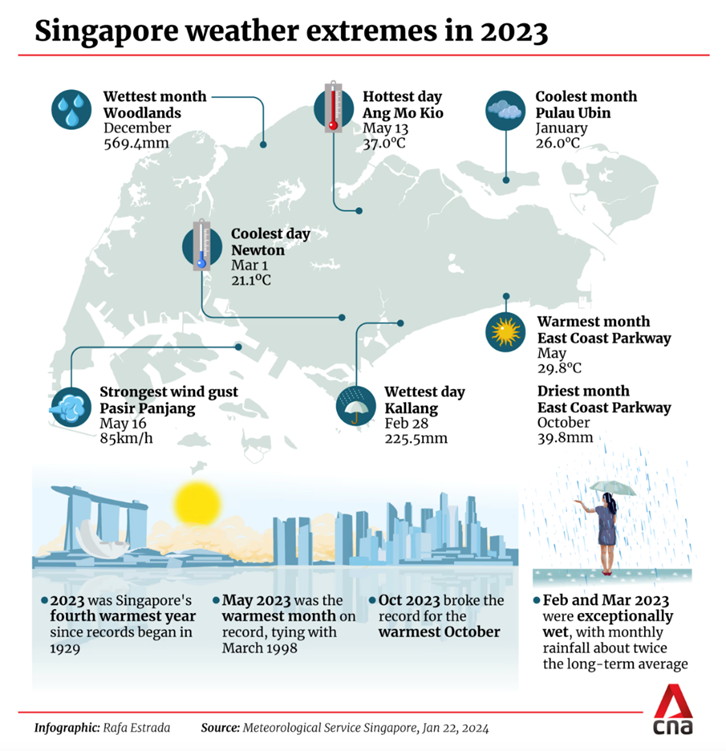 Singapore weather extremes in 2023
Wettest month
Woodlands
December
569.4mm
Hottest day
Ang Mo Kio
May 13
37.0°C
Coolest month
Pulau Ubin
January
26.0°C
Coolest day
Newton
Mar 1
21.1°C
Warmest month
East Coast Parkway
May
29.8°C
Strongest wind gust
Pasir Panjang
May 16
85km/h
Wettest day
Kallang
Feb 28
225.5mm
Driest month
East Coast Parkway
October
39.8mm
• 2023 was Singapore's
fourth warmest year
since records began in
1929
• May 2023 was the
warmest month on
record, tying with
March 1998
• Oct 2023 broke the
record for the
warmest October
• Feb and Mar 2023
were exceptionally
wet, with monthly
rainfall about twice
the long-term average
Infographic: Rafa Estrada
Source: Meteorological Service Singapore, Jan 22, 2024
cna